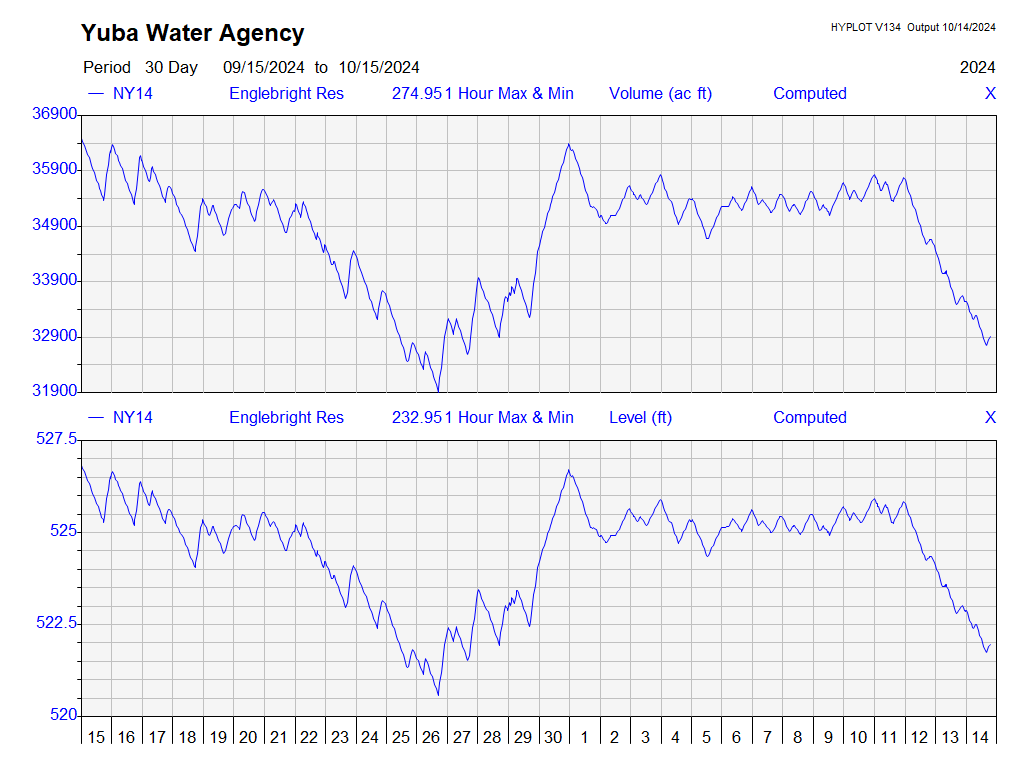 Yuba Water Agency
HYPLOT V134 Output 10/14/2024
Period 30 Day 09/15/2024 to 10/15/2024
2024
NY14 Englebright Res 274.951 Hour Max & Min Volume (ac ft) Computed X
36900
35900
34900
33900
32900
31900
NY14 Englebright Res 232.951 Hour Max & Min Level (ft) Computed X
527.5
525
522.5
520
15 16 17 18 19 20 21 22 23 24 25 26 27 28 29 30 1 2 3 4 5 6 7 8 9 10 11 12 13 14